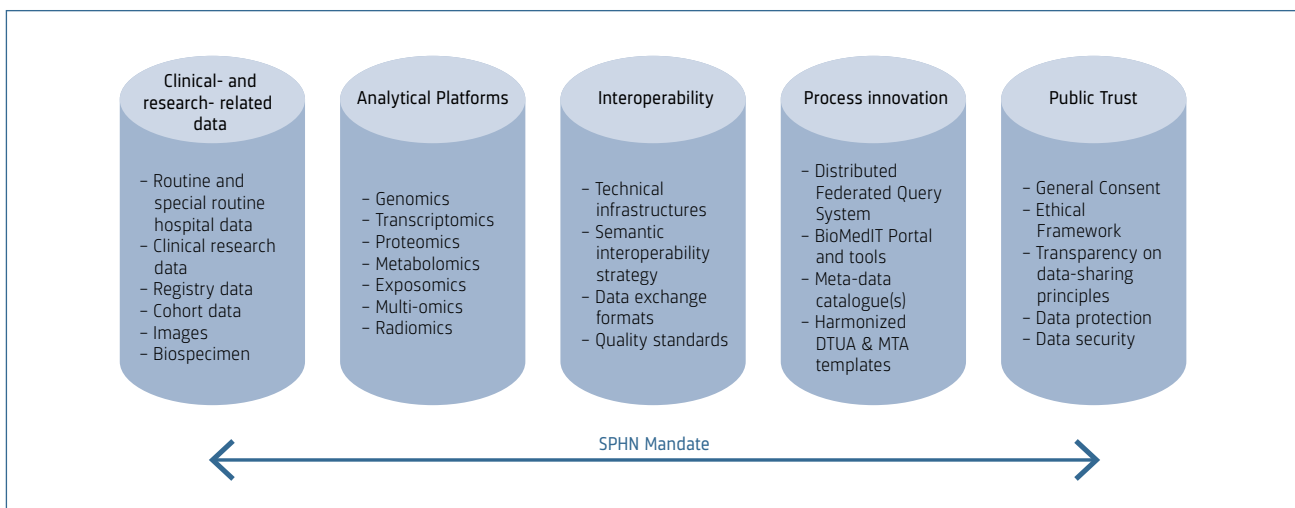 Clinical- and
research- related
data
– Routine and
special routine
hospital data
– Clinical research
data
– Registry data
– Cohort data
– Images
– Biospecimen
Analytical Platforms
– Genomics
– Transcriptomics
– Proteomics
– Metabolomics
– Exposomics
– Multi-omics
– Radiomics
Interoperability
– Technical
infrastructures
– Semantic
interoperability
strategy
– Data exchange
formats
– Quality standards
Process innovation
– Distributed
Federated Query
System
– BioMedIT Portal
and tools
– Meta-data
catalogue(s)
– Harmonized
DTUA & MTA
templates
Public Trust
– General Consent
– Ethical
Framework
– Transparency on
data-sharing
principles
– Data protection
– Data security
SPHN Mandate